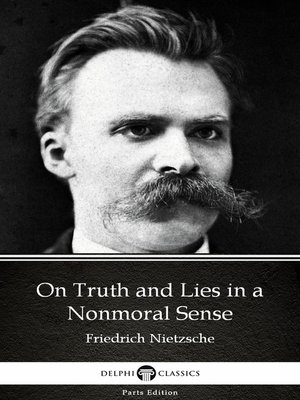 On Truth and Lies in a
Nonmoral Sense
Friedrich Nietzsche
DELPHI CLASSICS
Parts Edition